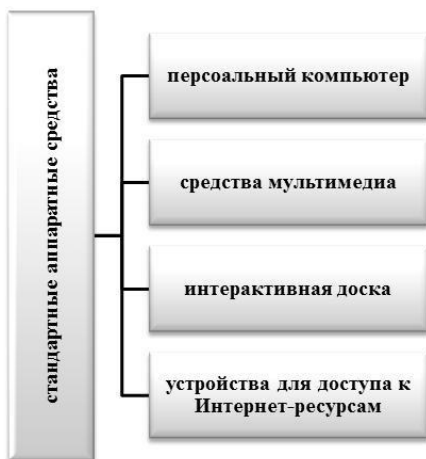 стандартные аппаратные средства
персоальный компьютер
средства мультимедиа
интерактивная доска
устройства для доступа к
Интернет-ресурсам